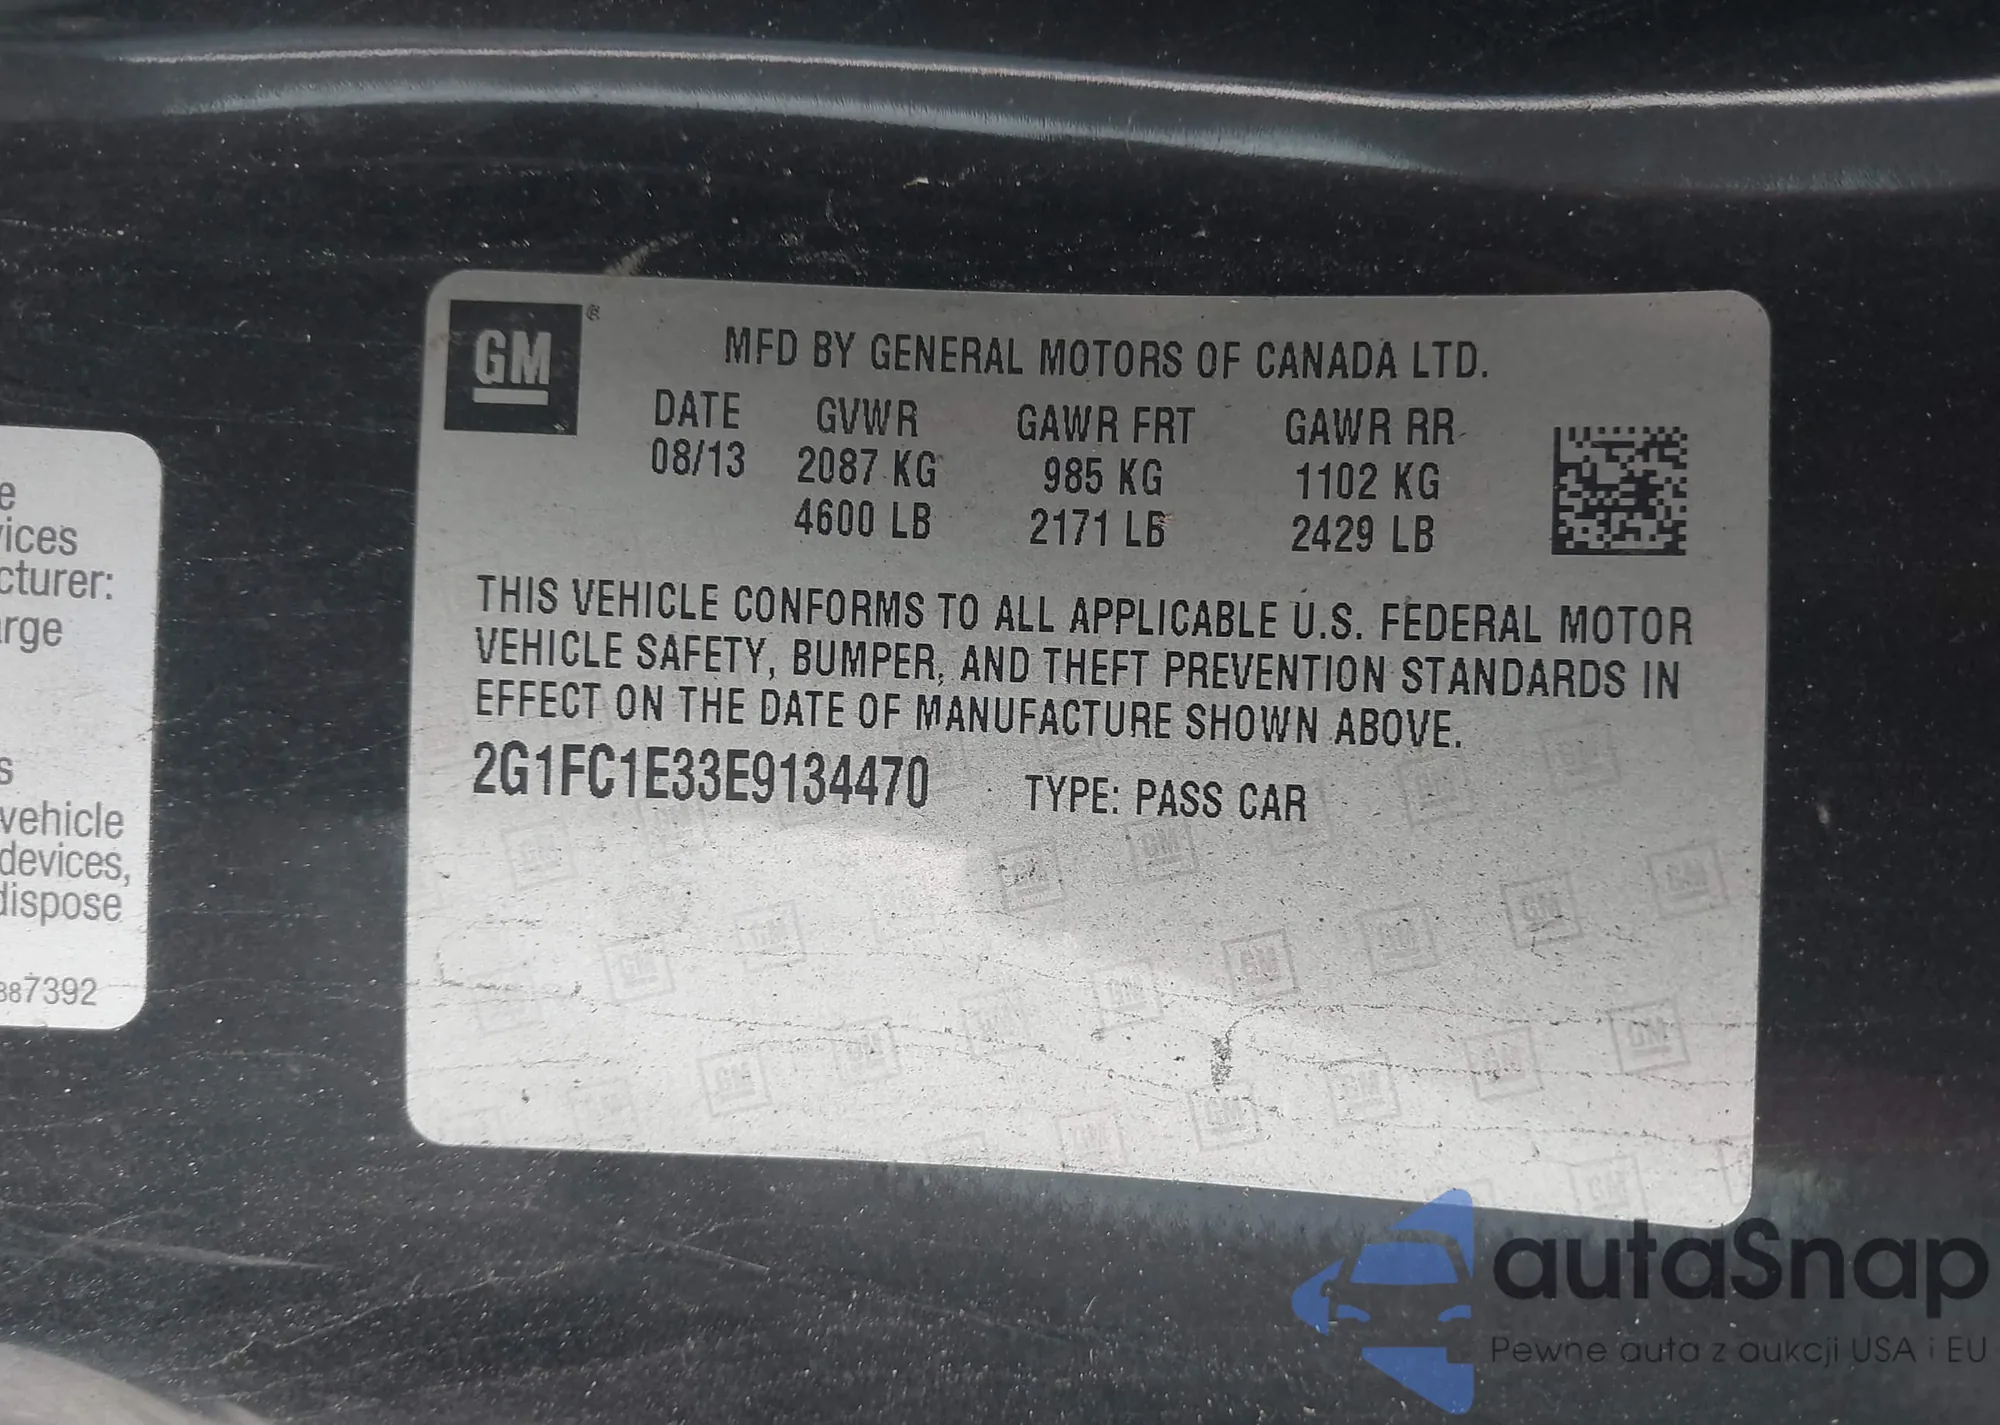 GM
®
MFD BY GENERAL MOTORS OF CANADA LTD.
DATE GVWR GAWR FRT GAWR RR
08/13 2087 KG 985 KG 1102 KG
4600 LB 2171 LB 2429 LB
THIS VEHICLE CONFORMS TO ALL APPLICABLE U.S. FEDERAL MOTOR
VEHICLE SAFETY, BUMPER, AND THEFT PREVENTION STANDARDS IN
EFFECT ON THE DATE OF MANUFACTURE SHOWN ABOVE.
2G1FC1E33E9134470 TYPE: PASS CAR
e
vices
cturer:
arge
s
vehicle
devices,
dispose
887392
autaSnap
Pewne auta z aukcji USA i EU